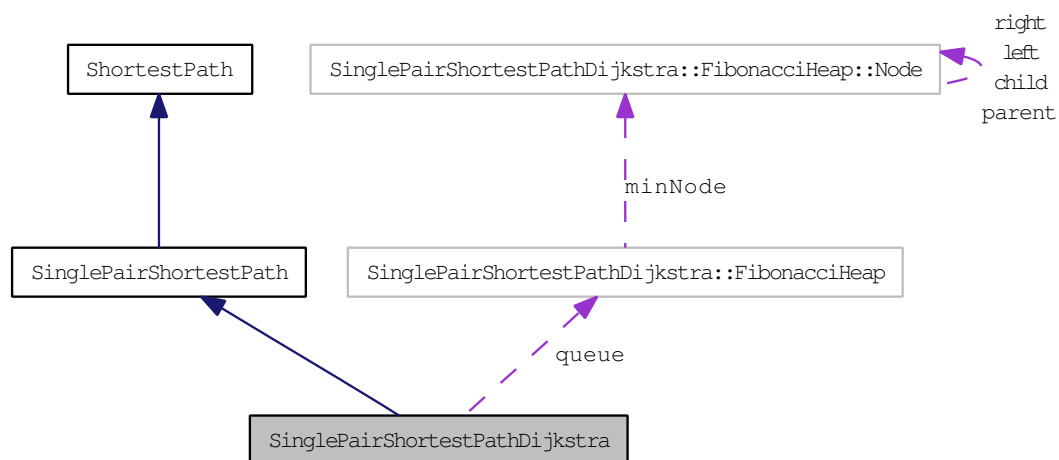 right
left
child
parent
ShortestPath
SinglePairShortestPathDijkstra::FibonacciHeap::Node
minNode
SinglePairShortestPath
SinglePairShortestPathDijkstra::FibonacciHeap
queue
SinglePairShortestPathDijkstra